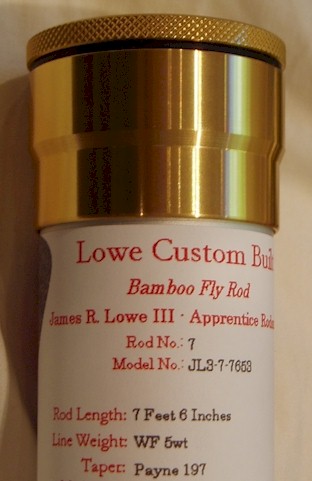 Lowe Custom
Bamboo Fly Rod
James R. Lowe III · Apprentice
Rod No.: 7
Model No.: JL3-7-7653
Rod Length: 7 Feet 6 Inches
Line Weight: WF 5wt
Taper: Payne 197